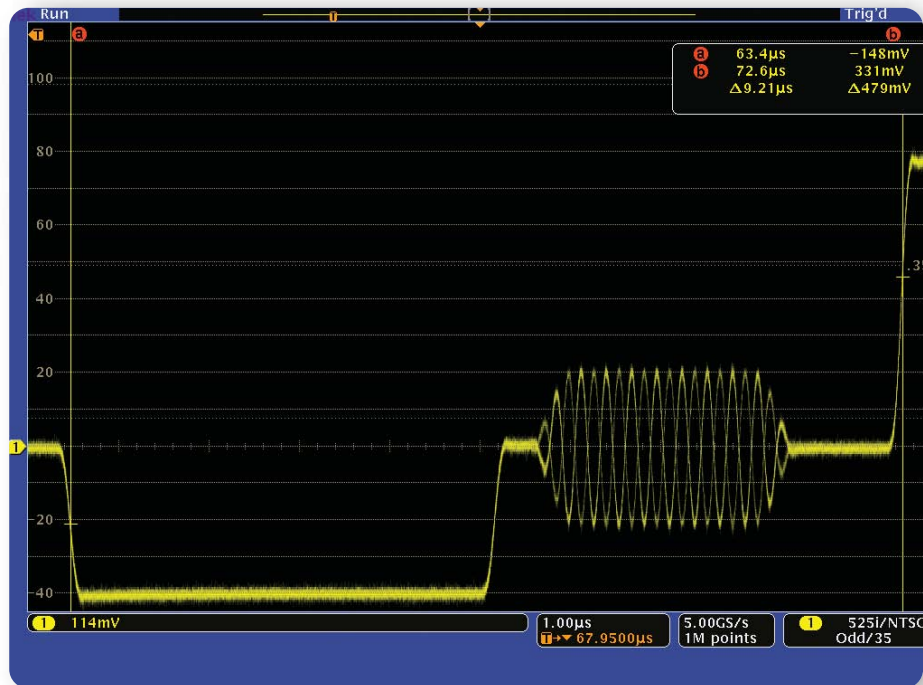 Run Trig'd
T
T a b
a 63.4µs −148mV
b 72.6µs 331mV
Δ9.21µs Δ479mV
100
80
60
40
.35
20
1
−20
−40
1 114mV
1.00µs
T→▼ 67.9500µs
5.00GS/s
1M points
1 525i/NTSC
Odd/35